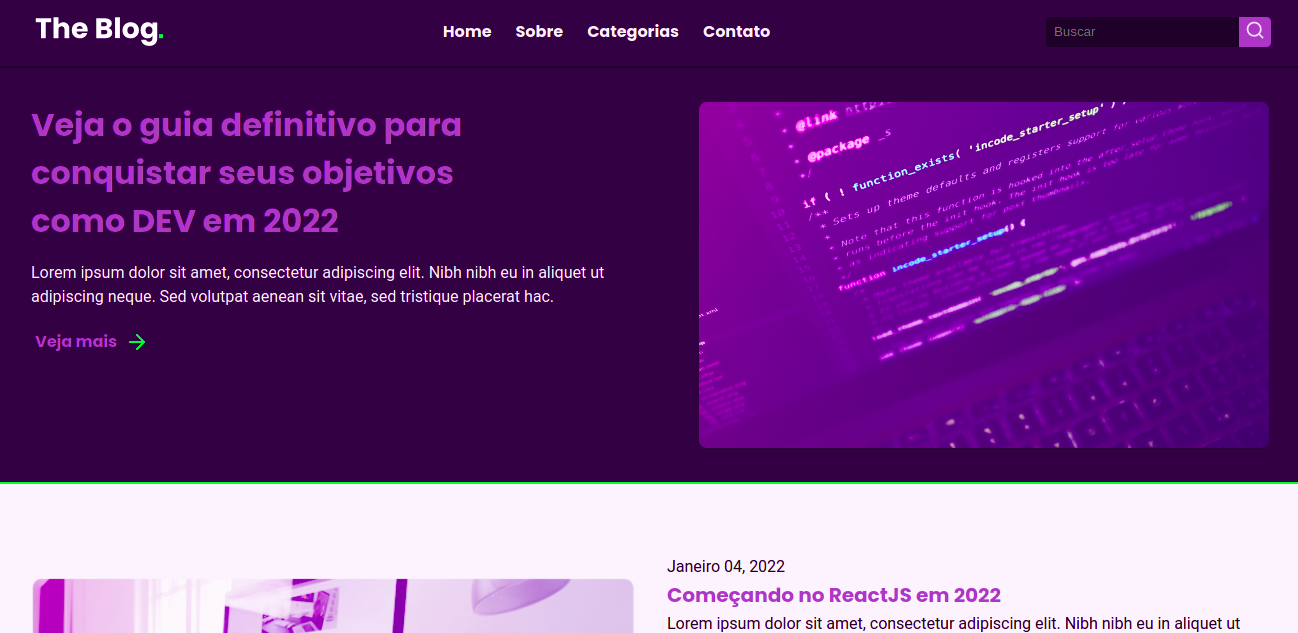 The Blog.
Home Sobre Categorias Contato
Buscar
Veja o guia definitivo para
conquistar seus objetivos
como DEV em 2022
Lorem ipsum dolor sit amet, consectetur adipiscing elit. Nibh nibh eu in aliquet ut
adipiscing neque. Sed volutpat aenean sit vitae, sed tristique placerat hac.
Veja mais
* @link
* @package _s
*/
if ( ! function_exists( 'incode_starter_setup' ) ) :
/**
* Sets up theme defaults and registers support for various
*
* Note that this function is hooked into the after_setup_theme hook, which
* runs before the init hook. The init hook is too late for some
* as indicating support for post thumbnails.
*/
function incode_starter_setup() {
Janeiro 04, 2022
Começando no ReactJS em 2022
Lorem ipsum dolor sit amet, consectetur adipiscing elit. Nibh nibh eu in aliquet ut